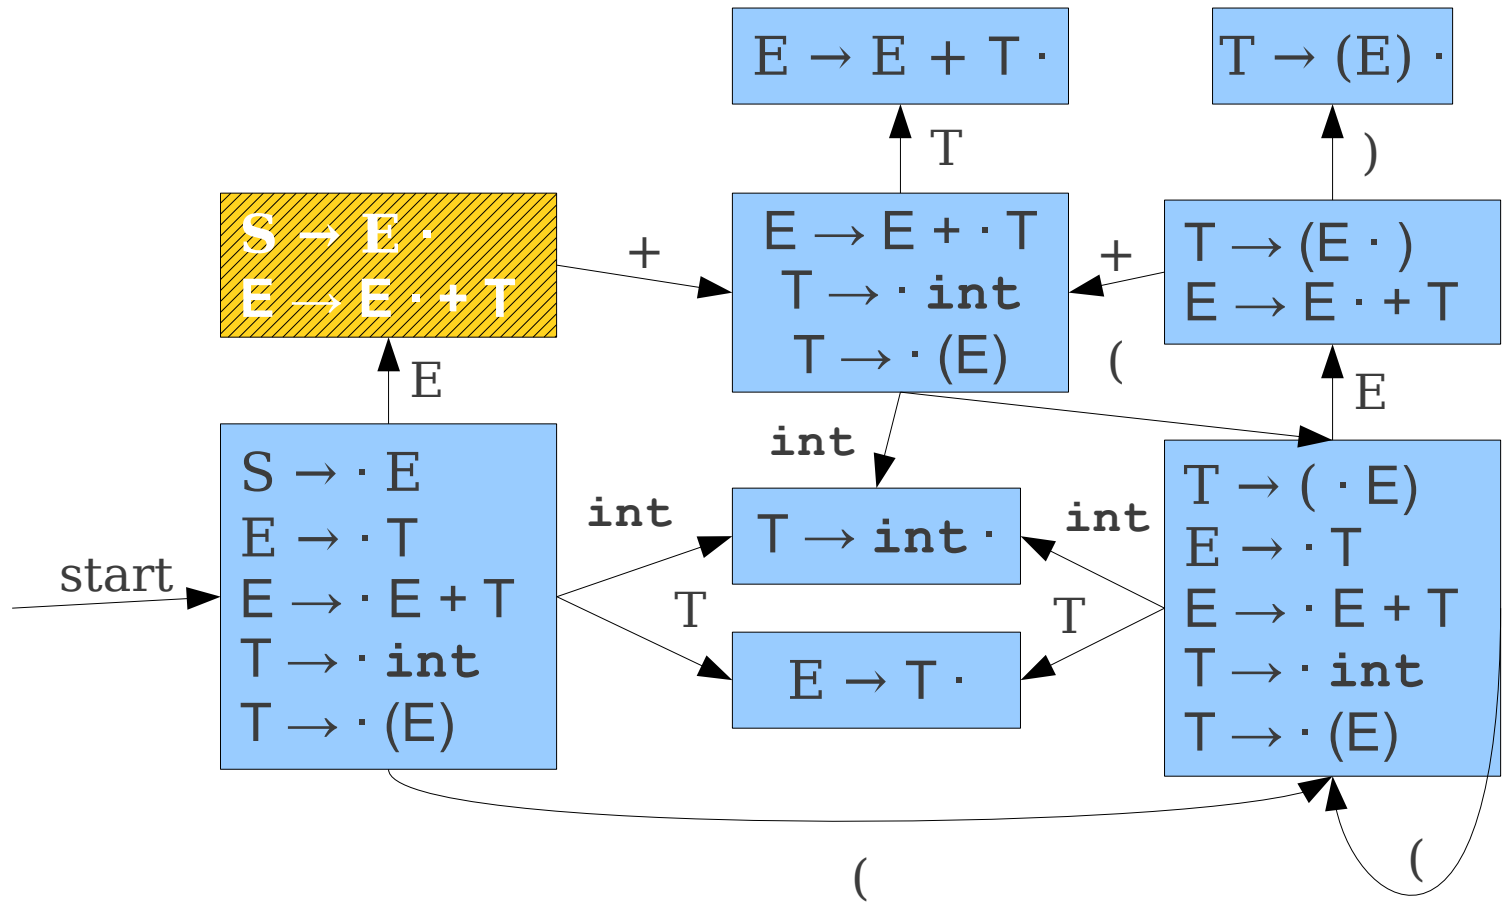 E → E + T ·
T → (E) ·
T
)
S → E ·
E → E · + T
+
E → E + · T
T → · int
T → · (E)
+
T → (E · )
E → E · + T
E
(
E
int
S → · E
E → · T
E → · E + T
T → · int
T → · (E)
start
int
T
T → int ·
E → T ·
int
T
T → ( · E)
E → · T
E → · E + T
T → · int
T → · (E)
(
(